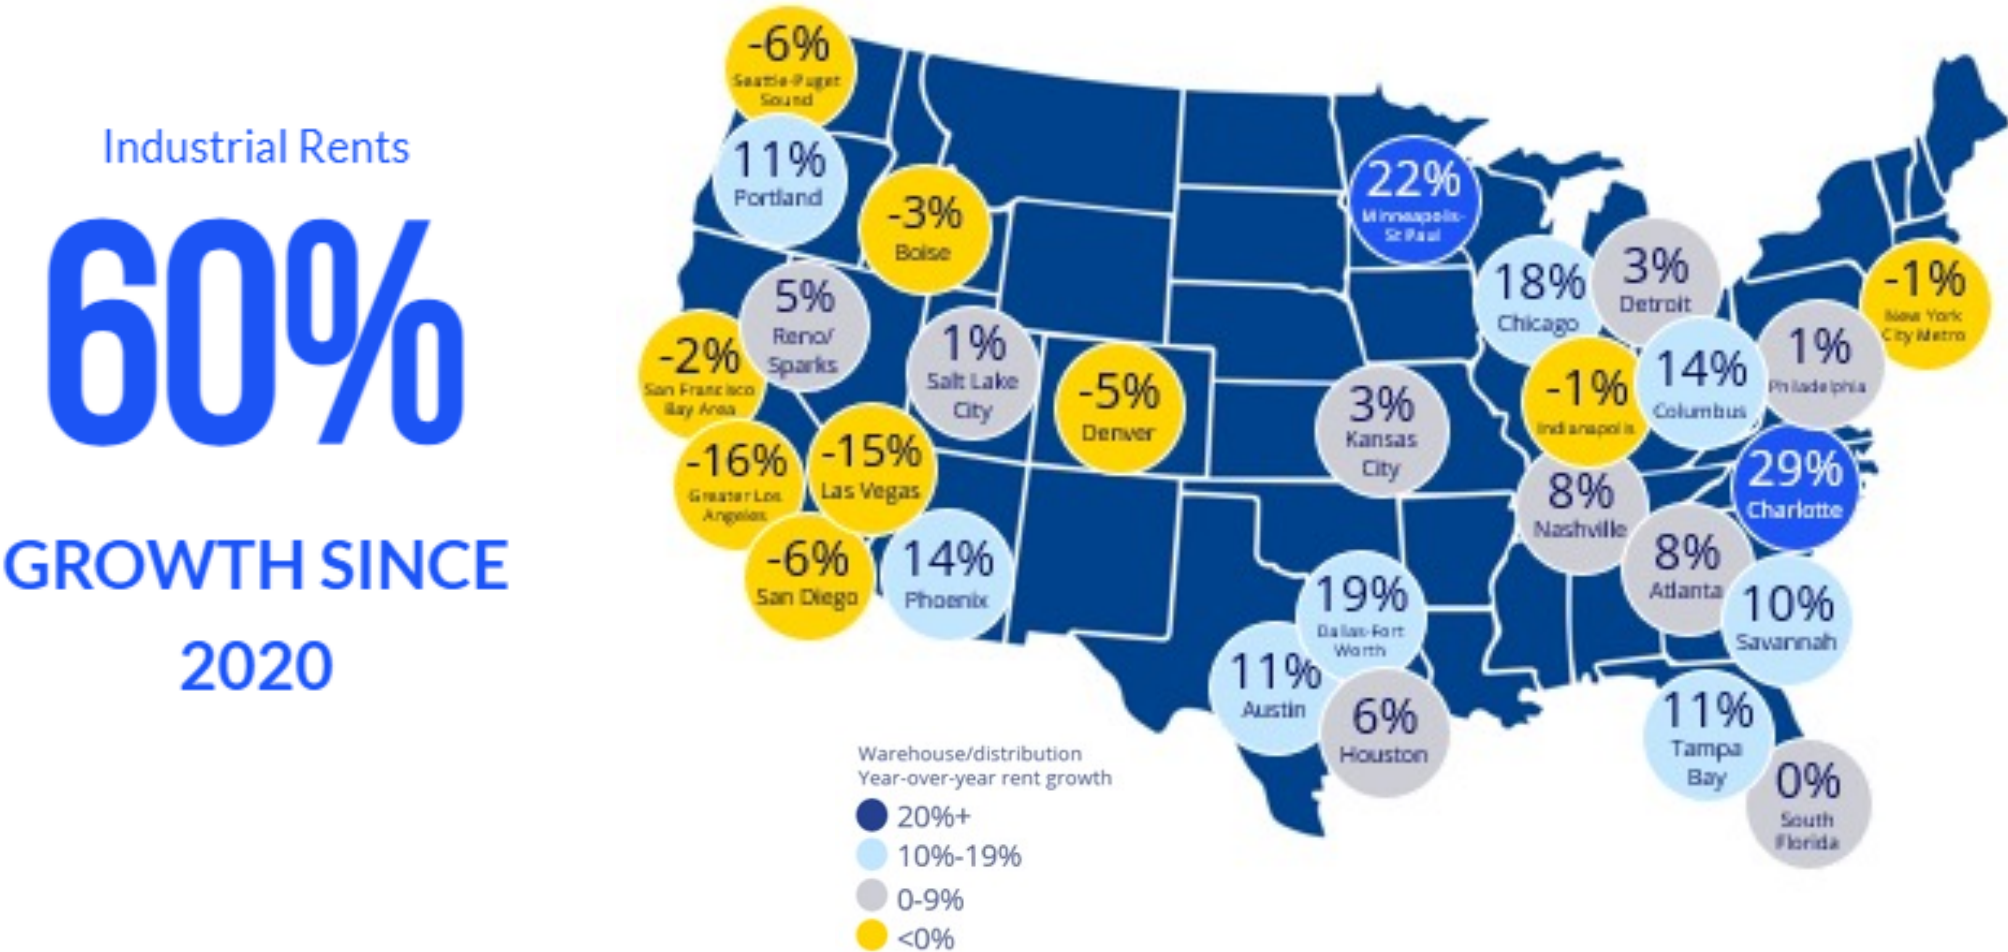 Industrial Rents
60%
GROWTH SINCE
2020
-6%
Seattle-Puget
Sound
11%
Portland
-3%
Boise
5%
Reno/
Sparks
-2%
San Francisco
Bay Area
1%
Salt Lake
City
-5%
Denver
-16%
Greater Los
Angeles
-15%
Las Vegas
-6%
San Diego
14%
Phoenix
22%
Minneapolis-
St Paul
18%
Chicago
3%
Detroit
-1%
New York
City Metro
1%
Philadelphia
14%
Columbus
-1%
Indianapolis
3%
Kansas
City
29%
Charlotte
8%
Nashville
8%
Atlanta
10%
Savannah
19%
Dallas-Fort
Worth
11%
Austin
6%
Houston
11%
Tampa
Bay
0%
South
Florida
Warehouse/distribution
Year-over-year rent growth
20%+
10%-19%
0-9%
<0%